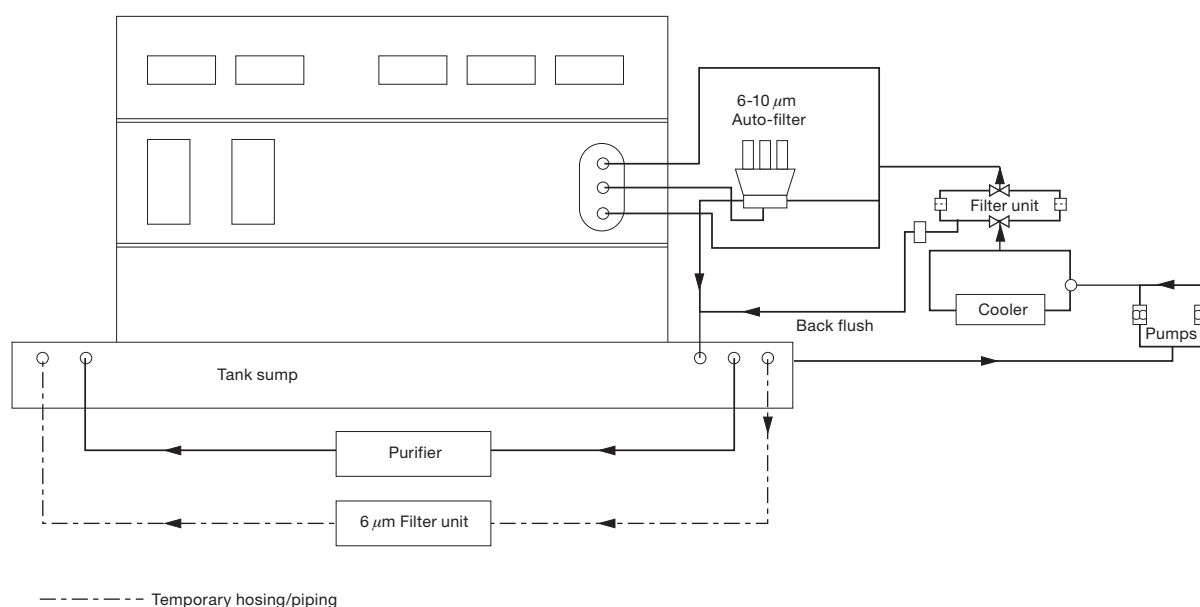 6-10 μm
Auto-filter
Filter unit
Cooler
Back flush
Pumps
Tank sump
Purifier
6 μm Filter unit
Temporary hosing/piping